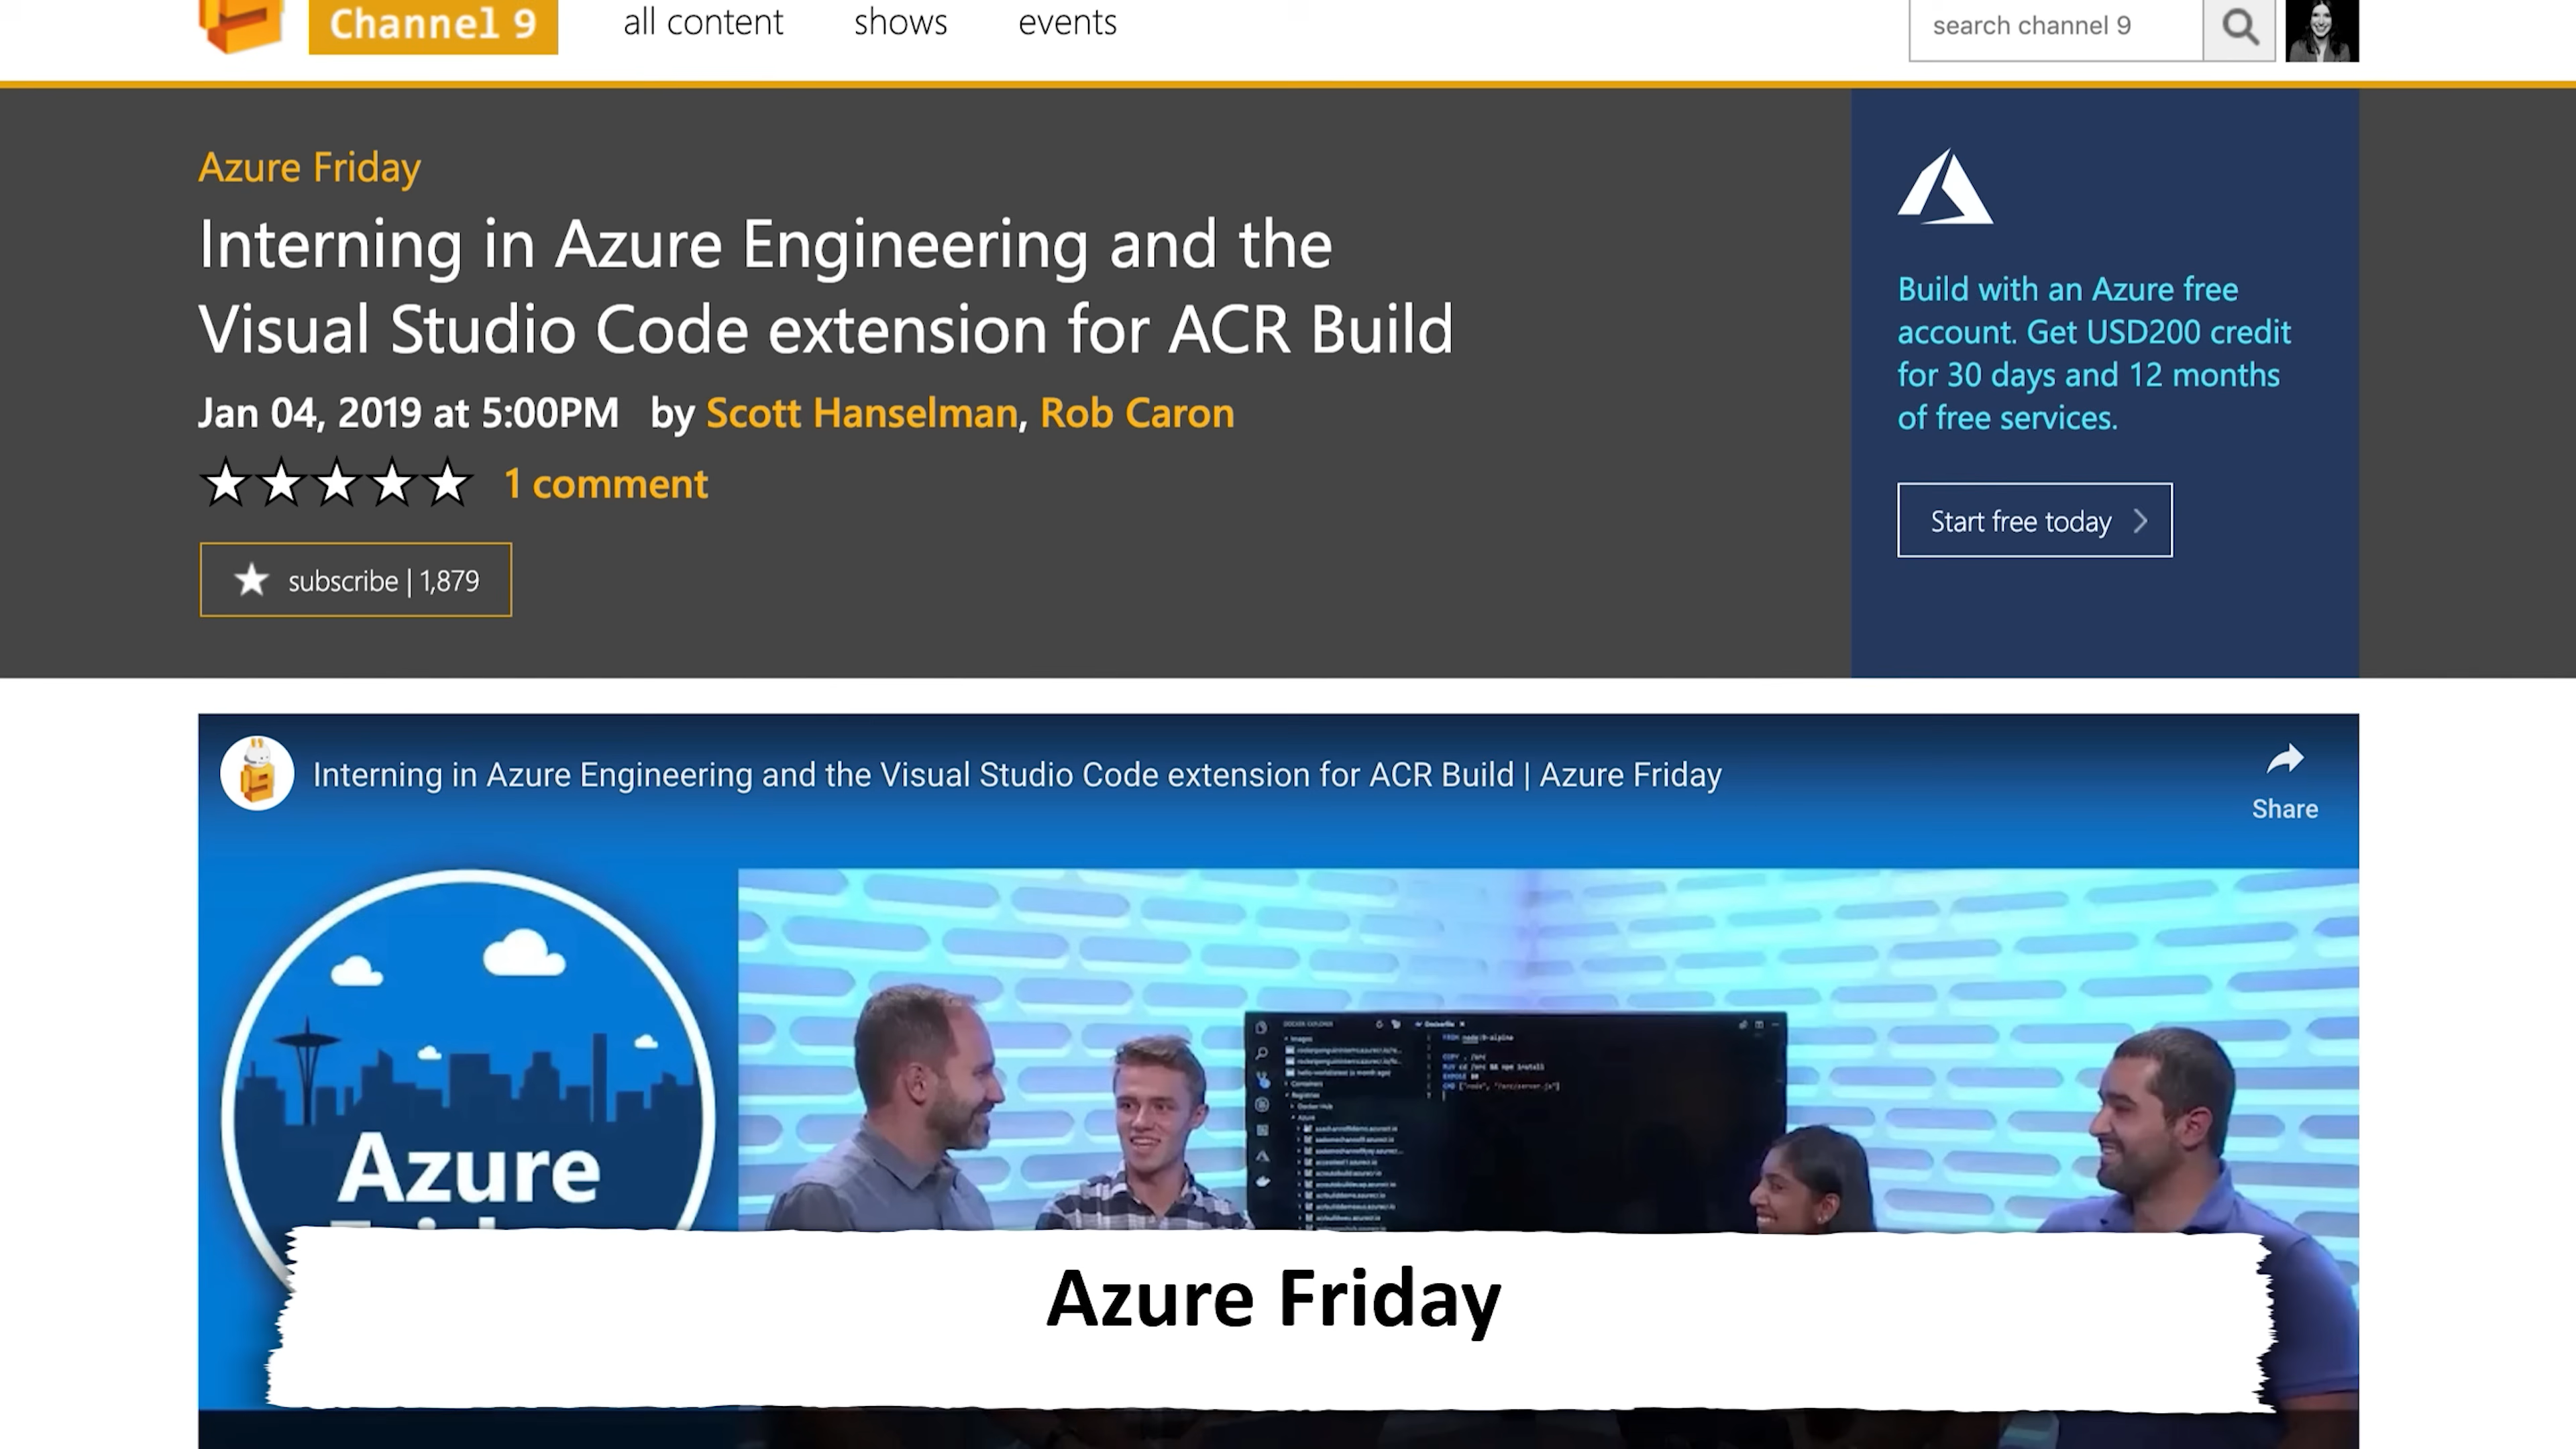 Channel 9
all content
shows
events
search channel 9
Azure Friday
Interning in Azure Engineering and the
Visual Studio Code extension for ACR Build
Jan 04, 2019 at 5:00PM by Scott Hanselman, Rob Caron
1 comment
subscribe | 1,879
Build with an Azure free
account. Get USD200 credit
for 30 days and 12 months
of free services.
Start free today
Interning in Azure Engineering and the Visual Studio Code extension for ACR Build | Azure Friday
Share
Azure
Azure Friday